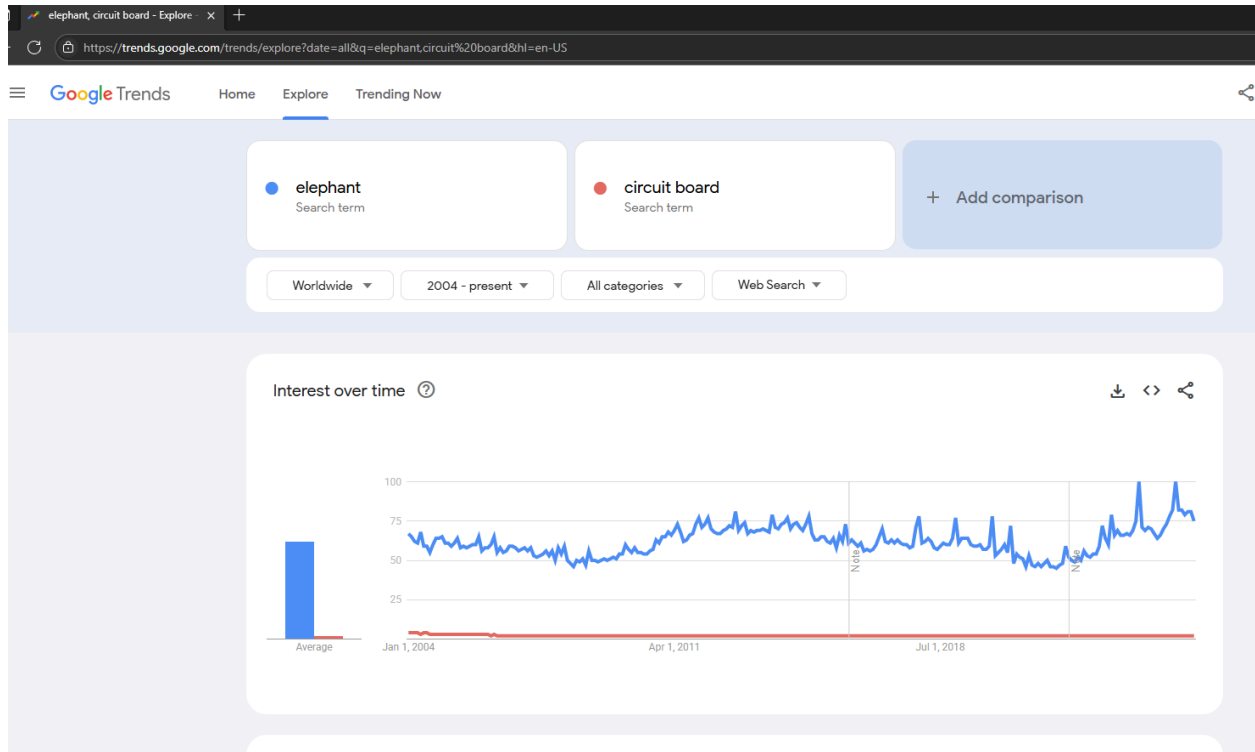 elephant, circuit board - Explore -
https://trends.google.com/trends/explore?date=all&q=elephant,circuit%20board&hl=en-US
Google Trends Home Explore Trending Now
elephant
Search term
circuit board
Search term
+ Add comparison
Worldwide 2004 - present All categories Web Search
Interest over time
100
75
50
25
Note
Note
Average Jan 1, 2004 Apr 1, 2011 Jul 1, 2018